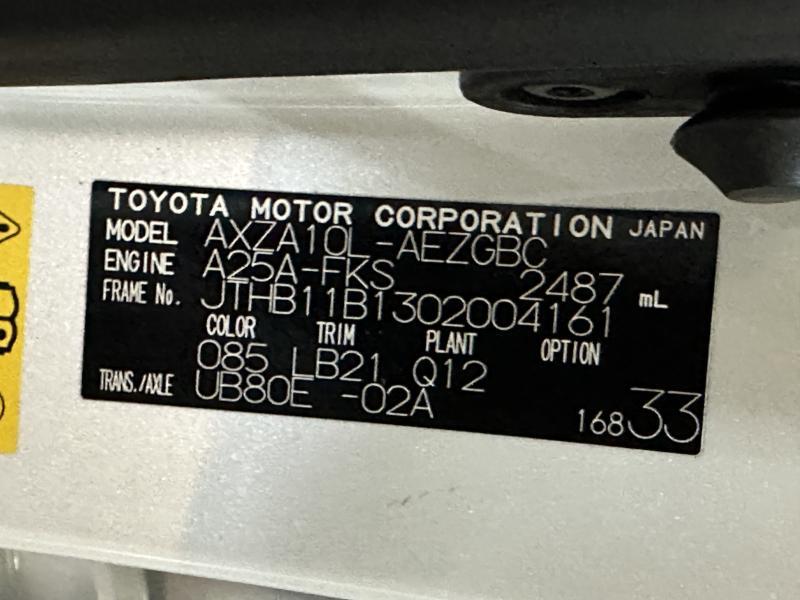 TOYOTA MOTOR CORPORATION JAPAN
MODEL AXZA10L-AEZGBC
ENGINE A25A-FKS 2487 mL
FRAME No. JTHB11B1302004161
COLOR TRIM PLANT OPTION
085 LB21 Q12
TRANS./AXLE UB80E -02A
16833